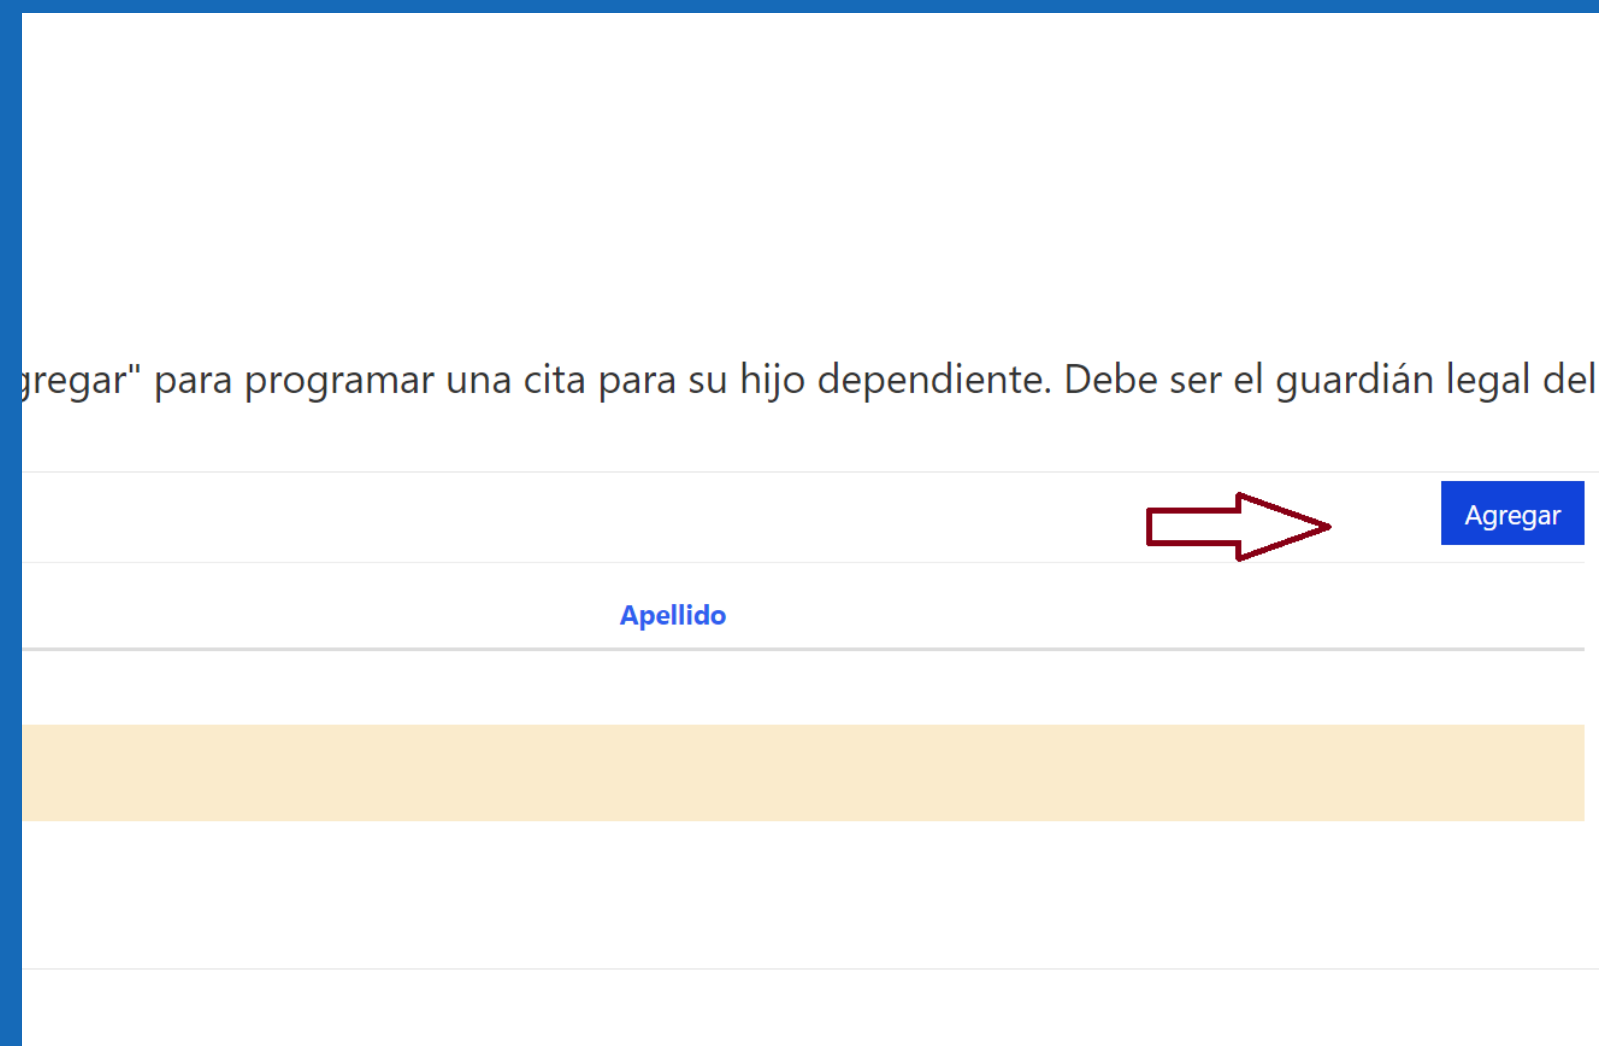 gregar" para programar una cita para su hijo dependiente. Debe ser el guardián legal del
Agregar
Apellido